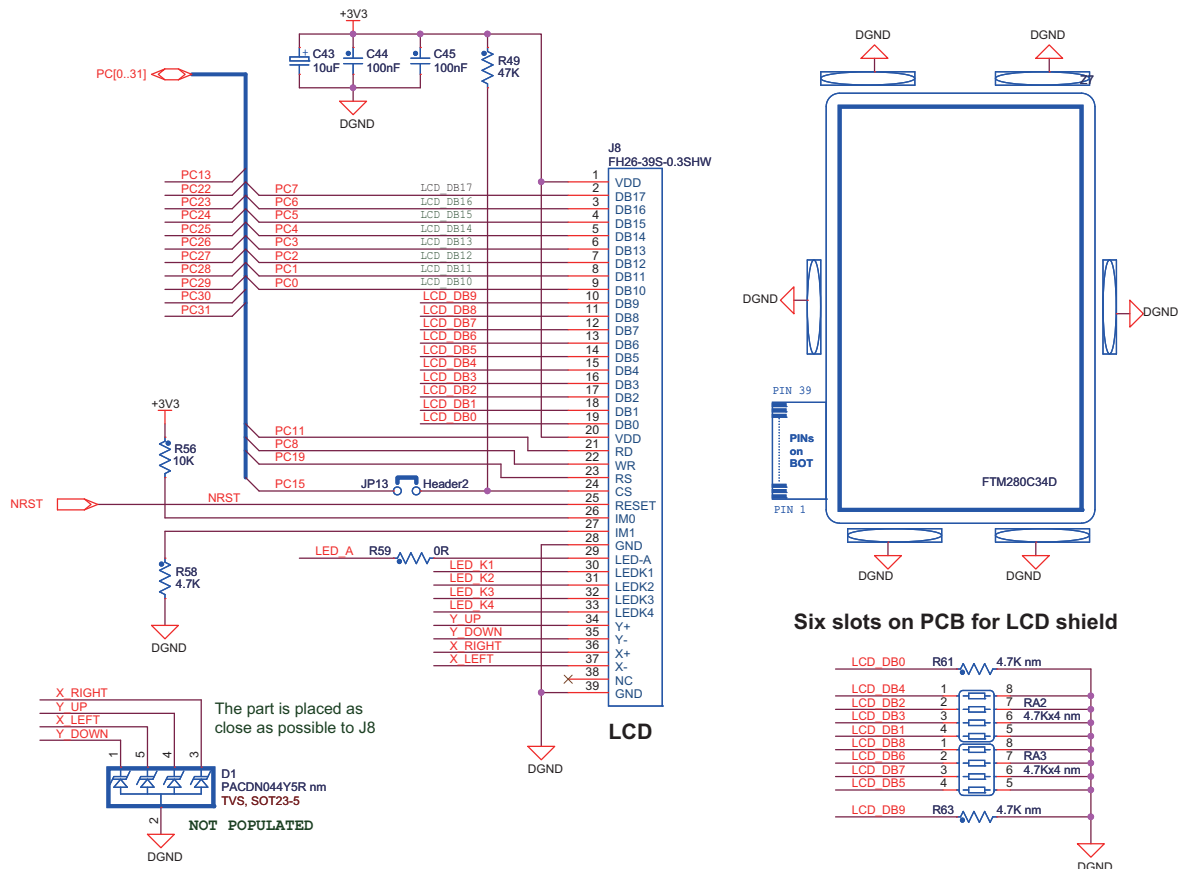 +3V3
C43
10uF
C44
100nF
C45
100nF
R49
47K
PC[0..31]
DGND
J8
FH26-39S-0.3SHW
PC13
PC22
PC23
PC24
PC25
PC26
PC27
PC28
PC29
PC30
PC31
PC7
PC6
PC5
PC4
PC3
PC2
PC1
PC0
LCD_DB17
LCD_DB16
LCD_DB15
LCD_DB14
LCD_DB13
LCD_DB12
LCD_DB11
LCD_DB10
LCD_DB9
LCD_DB8
LCD_DB7
LCD_DB6
LCD_DB5
LCD_DB4
LCD_DB3
LCD_DB2
LCD_DB1
LCD_DB0
1 VDD
2 DB17
3 DB16
4 DB15
5 DB14
6 DB13
7 DB12
8 DB11
9 DB10
10 DB9
11 DB8
12 DB7
13 DB6
14 DB5
15 DB4
16 DB3
17 DB2
18 DB1
19 DB0
20 VDD
21 RD
22 WR
23 RS
24 CS
25 RESET
26 IM0
27 IM1
28 GND
29 LED-A
30 LEDK1
31 LEDK2
32 LEDK3
33 LEDK4
34 Y+
35 Y-
36 X+
37 X-
38 NC
39 GND
LCD
+3V3
R56
10K
PC11
PC8
PC19
PC15
JP13
Header2
NRST
NRST
R58
4.7K
DGND
LED_A
R59
0R
LED_K1
LED_K2
LED_K3
LED_K4
Y_UP
Y_DOWN
X_RIGHT
X_LEFT
DGND
X_RIGHT
Y_UP
X_LEFT
Y_DOWN
The part is placed as
close as possible to J8
1
5
4
3
2
D1
PACDN044Y5R nm
TVS, SOT23-5
NOT POPULATED
DGND
DGND
DGND
Z7
DGND
DGND
PIN 39
PINs
on
BOT
PIN 1
FTM280C34D
DGND
DGND
Six slots on PCB for LCD shield
LCD_DB0 R61 4.7K nm
LCD_DB4 1 8
LCD_DB2 2 7 RA2
LCD_DB3 3 6 4.7Kx4 nm
LCD_DB1 4 5
LCD_DB8 1 8
LCD_DB6 2 7 RA3
LCD_DB7 3 6 4.7Kx4 nm
LCD_DB5 4 5
LCD_DB9 R63 4.7K nm
DGND